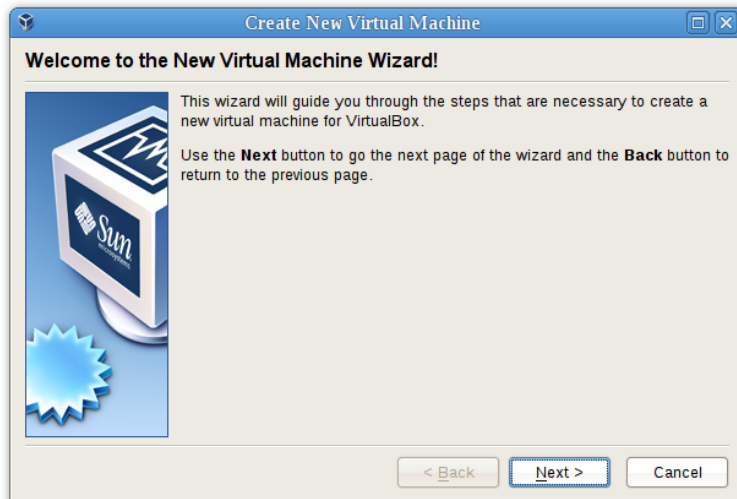 Create New Virtual Machine
Welcome to the New Virtual Machine Wizard!
This wizard will guide you through the steps that are necessary to create a
new virtual machine for VirtualBox.
Use the Next button to go the next page of the wizard and the Back button to
return to the previous page.
Sun
microsystems
< Back
Next >
Cancel